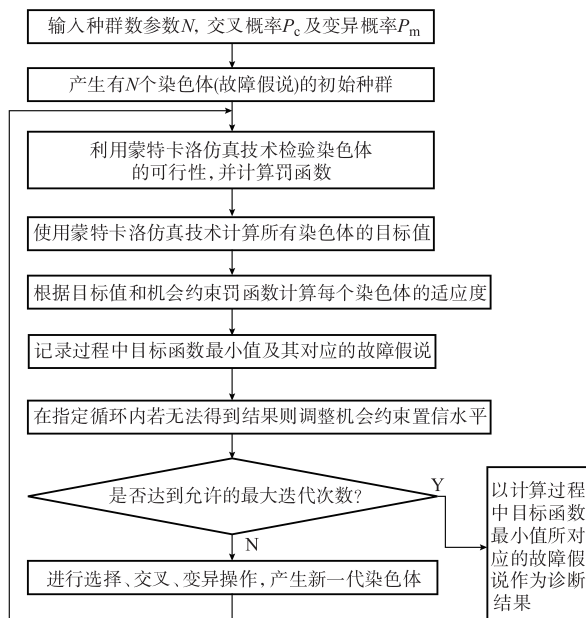 输入种群数参数N, 交叉概率Pc及变异概率Pm
产生有N个染色体(故障假说)的初始种群
利用蒙特卡洛仿真技术检验染色体
的可行性,并计算罚函数
使用蒙特卡洛仿真技术计算所有染色体的目标值
根据目标值和机会约束罚函数计算每个染色体的适应度
记录过程中目标函数最小值及其对应的故障假说
在指定循环内若无法得到结果则调整机会约束置信水平
是否达到允许的最大迭代次数?
Y
N
进行选择、交叉、变异操作,产生新一代染色体
以计算过程
中目标函数
最小值所对
应的故障假
说作为诊断
结果